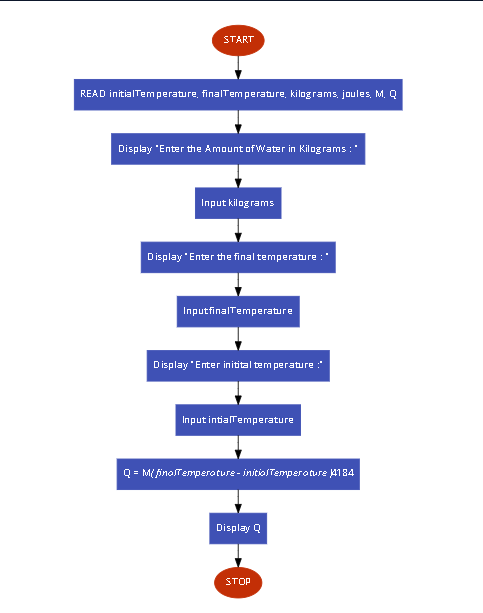 START
READ initialTemperature, finalTemperature, kilograms, joules, M, Q
Display "Enter the Amount of Water in Kilograms : "
Input kilograms
Display "Enter the final temperature : "
Input finalTemperature
Display "Enter initital temperature :"
Input intialTemperature
Q = M( finalTemperature - initialTemperature )4184
Display Q
STOP